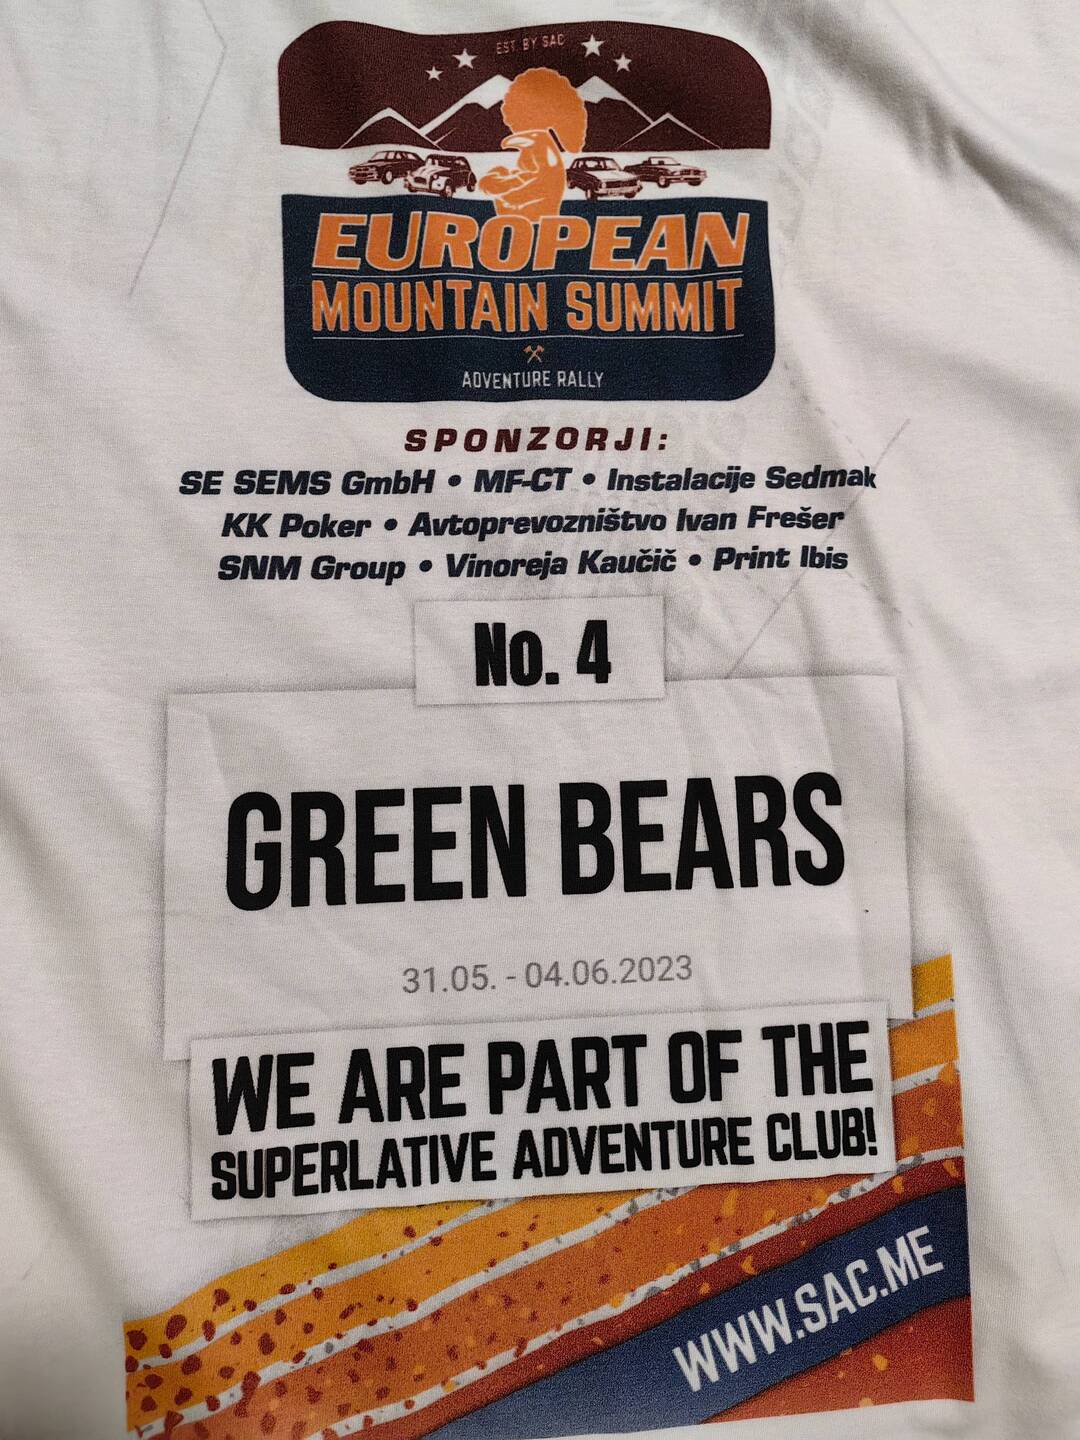 EST. BY SAC
EUROPEAN
MOUNTAIN SUMMIT
ADVENTURE RALLY
SPONZORJI:
SE SEMS GmbH • MF-CT • Instalacije Sedmak
KK Poker • Avtoprevozništvo Ivan Frešer
SNM Group • Vinoreja Kaučič • Print Ibis
No. 4
GREEN BEARS
31.05. - 04.06.2023
WE ARE PART OF THE
SUPERLATIVE ADVENTURE CLUB!
WWW.SAC.ME